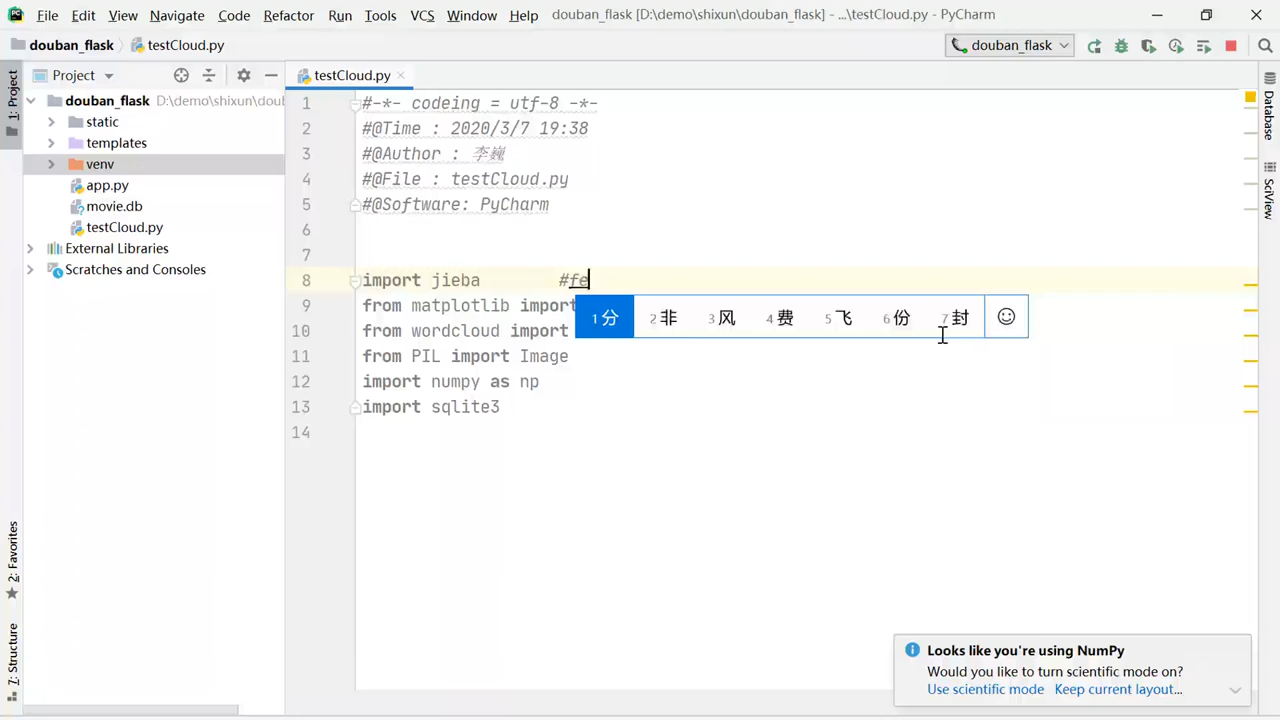 File Edit View Navigate Code Refactor Run Tools VCS Window Help douban_flask [D:\demo\shixun\douban_flask] - ...\testCloud.py - PyCharm
douban_flask testCloud.py douban_flask
1: Project
Project
testCloud.py
Database
SciView
douban_flask D:\demo\shixun\dou
static
templates
venv
app.py
movie.db
testCloud.py
External Libraries
Scratches and Consoles
1 #-*- codeing = utf-8 -*-
2 #@Time : 2020/3/7 19:38
3 #@Author : 李巍
4 #@File : testCloud.py
5 #@Software: PyCharm
6
7
8 import jieba #fe
9 from matplotlib import
10 from wordcloud import
11 from PIL import Image
12 import numpy as np
13 import sqlite3
14
1 分 2 非 3 风 4 费 5 飞 6 份 7 封
2: Favorites
7: Structure
Looks like you're using NumPy
Would you like to turn scientific mode on?
Use scientific mode Keep current layout...